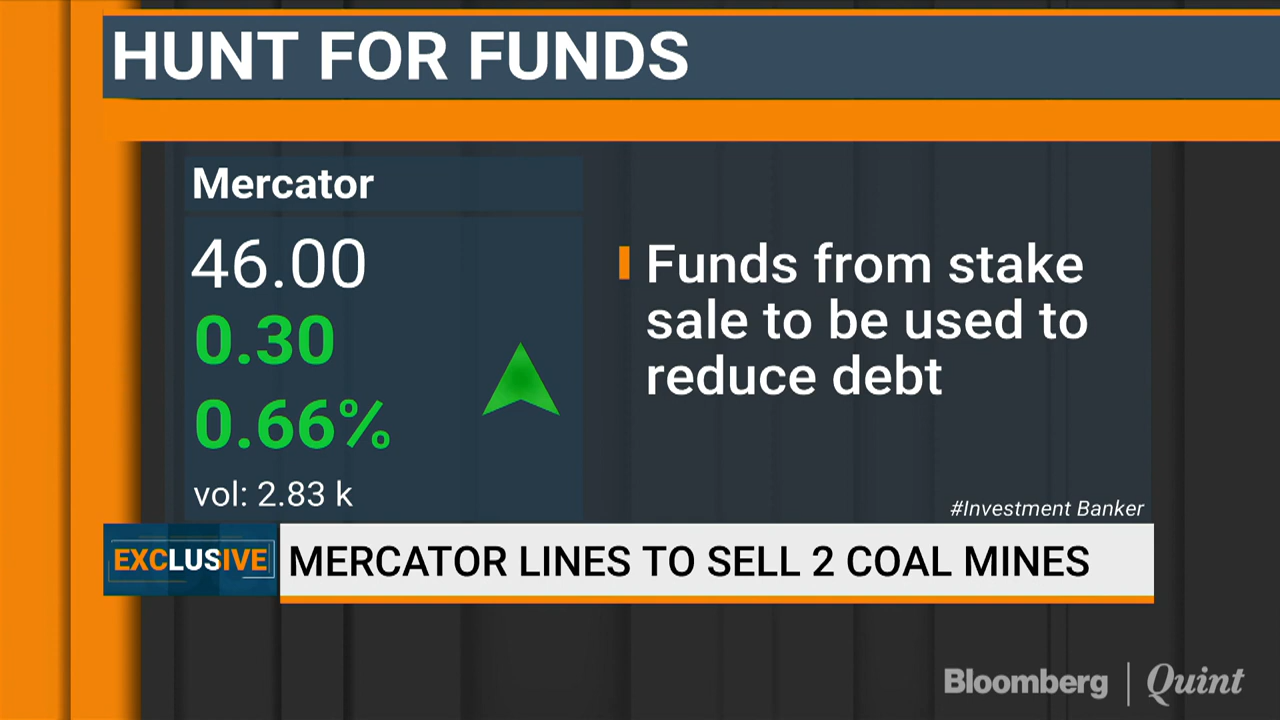 HUNT FOR FUNDS
Mercator
46.00
0.30
0.66%
vol: 2.83 k
Funds from stake
sale to be used to
reduce debt
#Investment Banker
EXCLUSIVE
MERCATOR LINES TO SELL 2 COAL MINES
Bloomberg | Quint